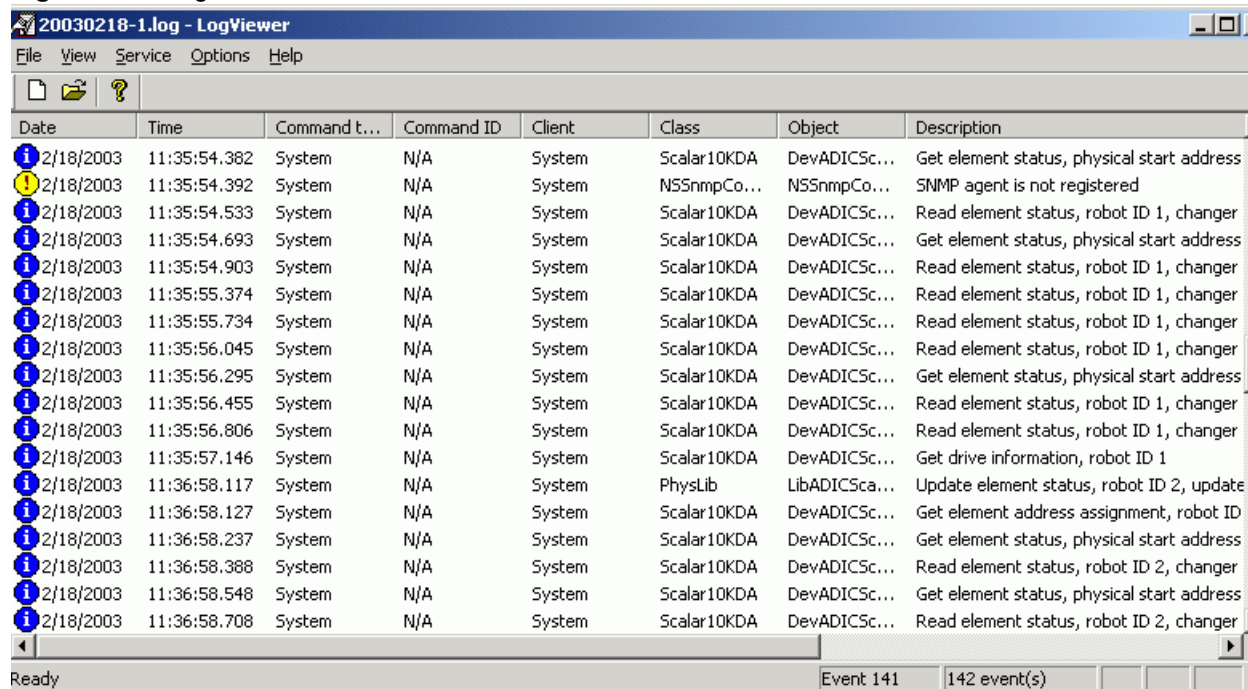 20030218-1.log - LogViewer
File View Service Options Help
Date Time Command t... Command ID Client Class Object Description
2/18/2003 11:35:54.382 System N/A System Scalar10KDA DevADICSc... Get element status, physical start address
2/18/2003 11:35:54.392 System N/A System NSSnmpCo... NSSnmpCo... SNMP agent is not registered
2/18/2003 11:35:54.533 System N/A System Scalar10KDA DevADICSc... Read element status, robot ID 1, changer
2/18/2003 11:35:54.693 System N/A System Scalar10KDA DevADICSc... Get element status, physical start address
2/18/2003 11:35:54.903 System N/A System Scalar10KDA DevADICSc... Read element status, robot ID 1, changer
2/18/2003 11:35:55.374 System N/A System Scalar10KDA DevADICSc... Read element status, robot ID 1, changer
2/18/2003 11:35:55.734 System N/A System Scalar10KDA DevADICSc... Read element status, robot ID 1, changer
2/18/2003 11:35:56.045 System N/A System Scalar10KDA DevADICSc... Read element status, robot ID 1, changer
2/18/2003 11:35:56.295 System N/A System Scalar10KDA DevADICSc... Get element status, physical start address
2/18/2003 11:35:56.455 System N/A System Scalar10KDA DevADICSc... Read element status, robot ID 1, changer
2/18/2003 11:35:56.806 System N/A System Scalar10KDA DevADICSc... Read element status, robot ID 1, changer
2/18/2003 11:35:57.146 System N/A System Scalar10KDA DevADICSc... Get drive information, robot ID 1
2/18/2003 11:36:58.117 System N/A System PhysLib LibADICSca... Update element status, robot ID 2, update
2/18/2003 11:36:58.127 System N/A System Scalar10KDA DevADICSc... Get element address assignment, robot ID
2/18/2003 11:36:58.237 System N/A System Scalar10KDA DevADICSc... Get element status, physical start address
2/18/2003 11:36:58.388 System N/A System Scalar10KDA DevADICSc... Read element status, robot ID 2, changer
2/18/2003 11:36:58.548 System N/A System Scalar10KDA DevADICSc... Get element status, physical start address
2/18/2003 11:36:58.708 System N/A System Scalar10KDA DevADICSc... Read element status, robot ID 2, changer
Ready Event 141 142 event(s)